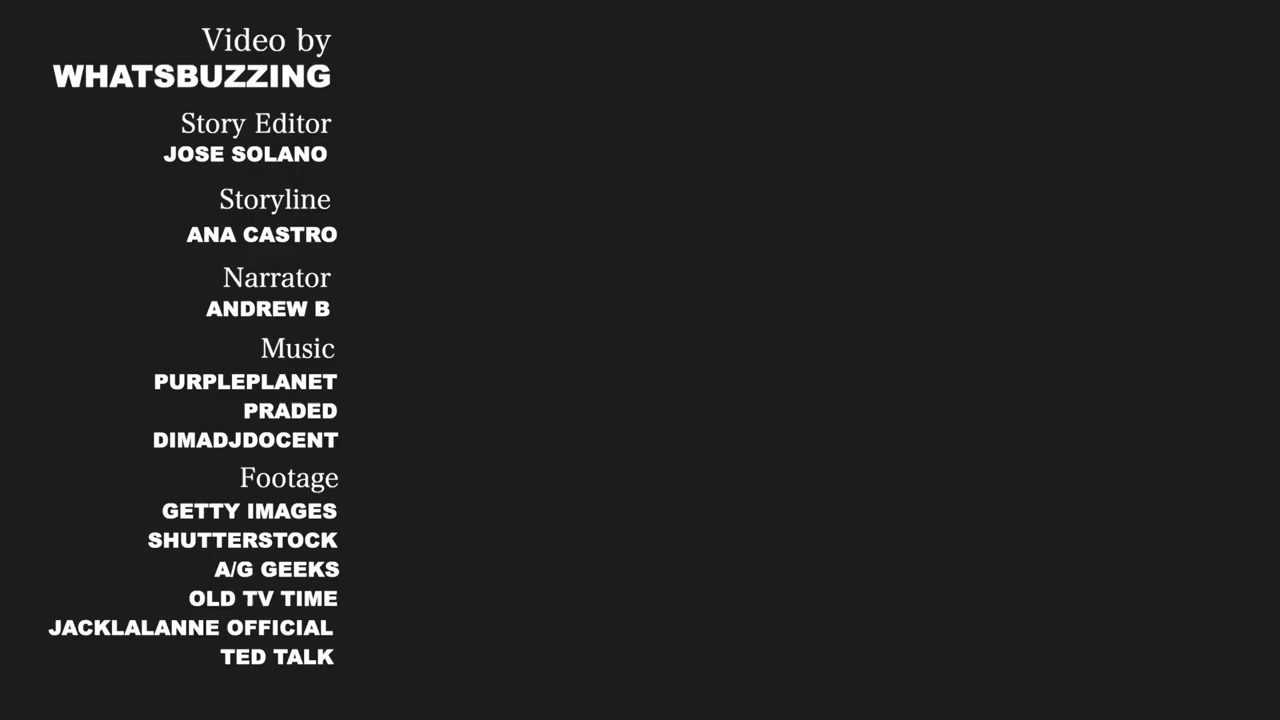 Video by
WHATSBUZZING
Story Editor
JOSE SOLANO
Storyline
ANA CASTRO
Narrator
ANDREW B
Music
PURPLEPLANET
PRADED
DIMADJDOCENT
Footage
GETTY IMAGES
SHUTTERSTOCK
A/G GEEKS
OLD TV TIME
JACKLALANNE OFFICIAL
TED TALK